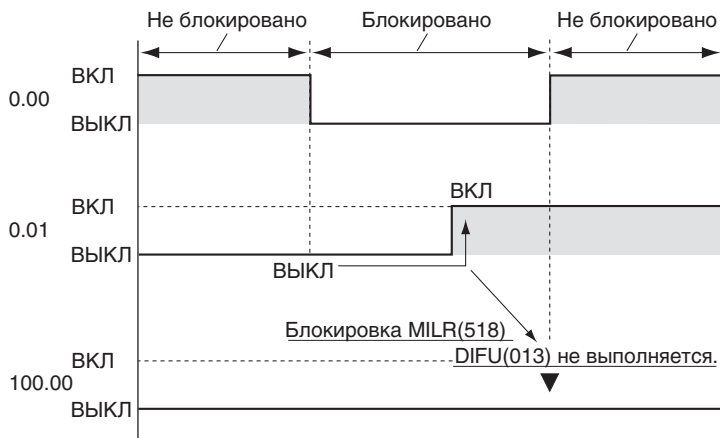 Не блокировано
Блокировано
Не блокировано
ВКЛ
0.00
ВЫКЛ
ВКЛ
ВКЛ
0.01
ВЫКЛ
ВЫКЛ
Блокировка MILR(518)
DIFU(013) не выполняется.
ВКЛ
100.00
ВЫКЛ